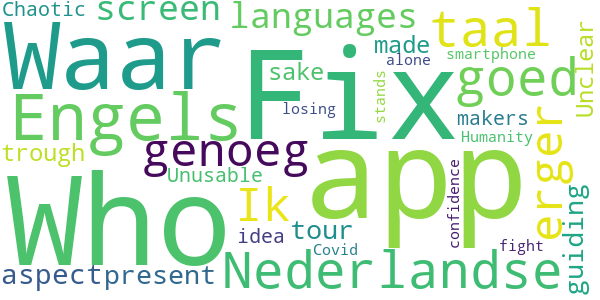 Chaotic screen languages taal
Waar Who Fix app
Engels sake made alone smartphone
goed Unclear
losing stands makers
trough genoeg Humanity
Unusable Ik erger
idea tour Covid confidence fight guiding
aspect present Nederlandse